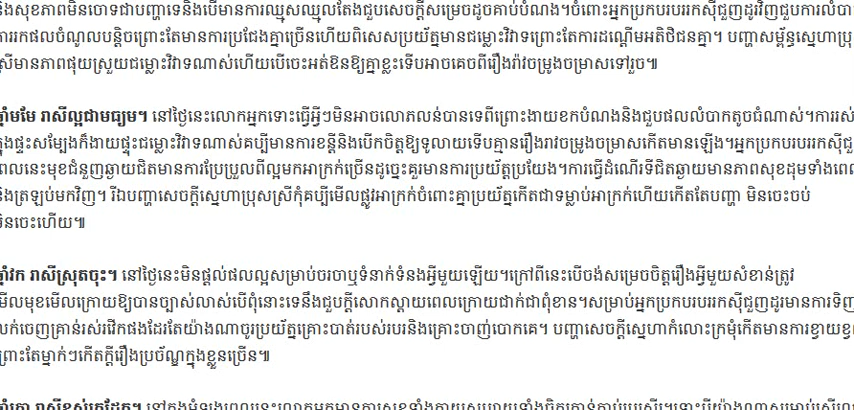 និងសុខភាពមិនចោទជាបញ្ហាទេនិងបើមានការឈ្មុសឈ្មុលតែងជួបសេចក្តីសម្រេចដូចគាប់បំណង។ចំពោះអ្នកប្រកបរបររកស៊ីជួញដូរវិញជួបការលំបា
ការរកផលចំណូលបន្តិចព្រោះតែមានការប្រជែងគ្នាច្រើនហើយពិសេសប្រយ័ត្នមានជម្លោះវិវាទព្រោះតែការដណ្តើមអតិថិជនគ្នា។ បញ្ហាសម្ព័ន្ធស្នេហាប្រុ
ស្រីមានភាពផុយស្រួយជម្លោះវិវាទណាស់ហើយបើចេះអត់ឱនឱ្យគ្នាខ្លះទើបអាចគេចពីរឿងរ៉ាវចម្រូងចម្រាសទៅរួច៕
ឆ្នាំមមែ រាសីល្អជាមធ្យម។ នៅថ្ងៃនេះលោកអ្នកទោះធ្វើអ្វីៗមិនអាចលោភលន់បានទេពីព្រោះងាយខកបំណងនិងជួបផលលំបាកតូចជំណាស់។ការរស់
ក្នុងផ្ទះសម្បែងក៏ងាយផ្ទុះជម្លោះវិវាទណាស់គប្បីមានការខន្តីនិងបើកចិត្តឱ្យទូលាយទើបគ្មានរឿងរាវចម្រូងចម្រាសកើតមានឡើង។អ្នកប្រកបរបររកស៊ីជួ
ពេលនេះមុខជំនួញឆ្ងាយជិតមានការប្រែប្រួលពីល្អមកអាក្រក់ច្រើនដូច្នេះគួរមានការប្រយ័ត្នប្រយែង។ការធ្វើដំណើរទីជិតឆ្ងាយមានភាពសុខដុមទាំងពេ
និងត្រឡប់មកវិញ។ រីឯបញ្ហាសេចក្តីស្នេហាប្រុសស្រីកុំគប្បីមើលផ្លូវអាក្រក់ចំពោះគ្នាប្រយ័ត្នកើតជាទម្លាប់អាក្រក់ហើយកើតតែបញ្ហា មិនចេះចប់
មិនចេះហើយ៕
ឆ្នាំវក រាសីស្រុតចុះ។ នៅថ្ងៃនេះមិនផ្តល់ផលល្អសម្រាប់ចរចាឬទំនាក់ទំនងអ្វីមួយឡើយ។ក្រៅពីនេះបើចង់សម្រេចចិត្តរឿងអ្វីមួយសំខាន់ត្រូវ
មើលមុខមើលក្រោយឱ្យបានច្បាស់លាស់បើពុំនោះទេនឹងជួបក្តីសោកស្តាយពេលក្រោយជាក់ជាពុំខាន។សម្រាប់អ្នកប្រកបរបររកស៊ីជួញដូរមានការទិញ
លក់ចេញគ្រាន់រស់វើកផងដែរតែយ៉ាងណាចូរប្រយ័ត្នគ្រោះបាត់របស់របរនិងគ្រោះចាញ់បោកគេ។ បញ្ហាសេចក្តីស្នេហាកំលោះក្រមុំកើតមានការខ្វាយខ្វ
ព្រោះតែម្នាក់ៗកើតក្តីរឿងប្រច័ណ្ឌក្នុងខ្លួនច្រើន៕